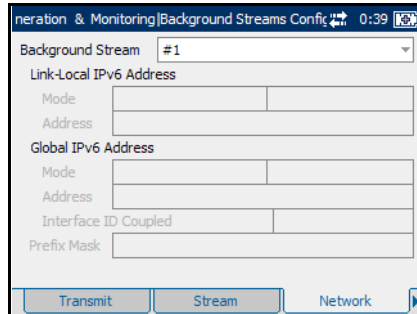 neration & Monitoring|Background Streams Config 0:39
Background Stream #1
Link-Local IPv6 Address
Mode
Address
Global IPv6 Address
Mode
Address
Interface ID Coupled
Prefix Mask
Transmit Stream Network